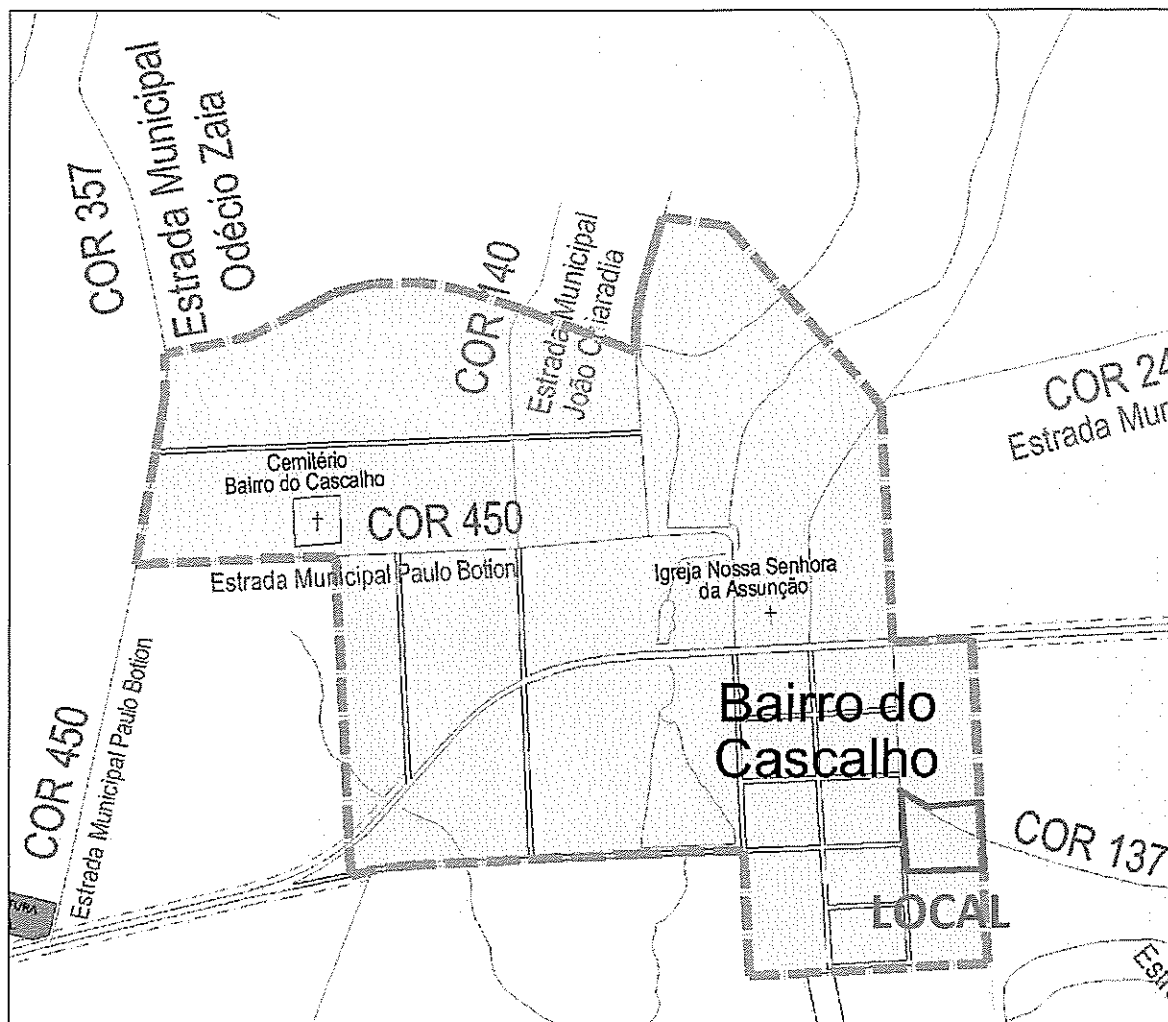 COR 357
Estrada Municipal
Odécio Zaia
COR 140
Estrada Municipal
João
COR 24
Estrada Mun
Cemitério
Bairro do Cascalho
COR 450
Estrada Municipal Paulo Botion
Igreja Nossa Senhora
da Assunção
Bairro do
Cascalho
COR 450
Estrada Municipal Paulo Botion
COR 137
LOCAL
TURA